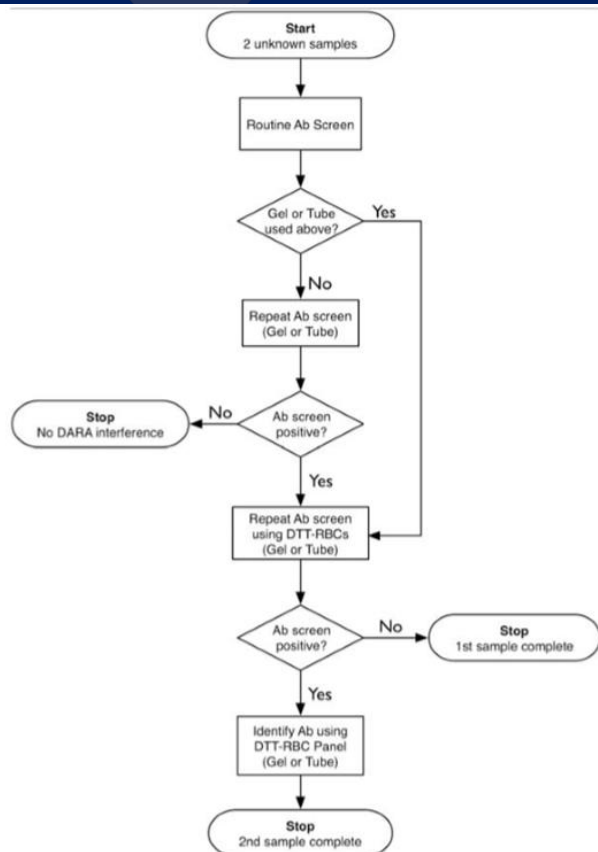 Start
2 unknown samples
Routine Ab Screen
Gel or Tube
used above?
Yes
No
Repeat Ab screen
(Gel or Tube)
Ab screen
positive?
No
Stop
No DARA interference
Yes
Repeat Ab screen
using DTT-RBCs
(Gel or Tube)
Ab screen
positive?
No
Stop
1st sample complete
Yes
Identify Ab using
DTT-RBC Panel
(Gel or Tube)
Stop
2nd sample complete